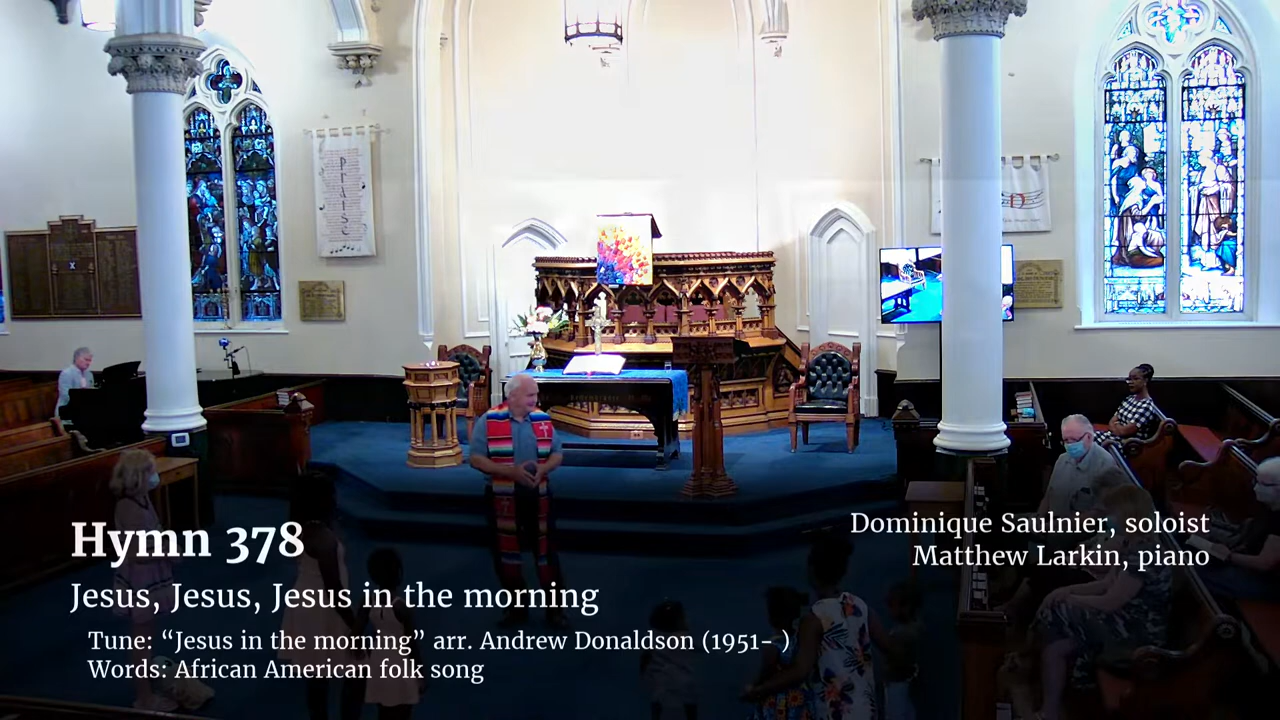 PRAISE
Hymn 378
Jesus, Jesus, Jesus in the morning
Tune: “Jesus in the morning” arr. Andrew Donaldson (1951- )
Words: African American folk song
Dominique Saulnier, soloist
Matthew Larkin, piano